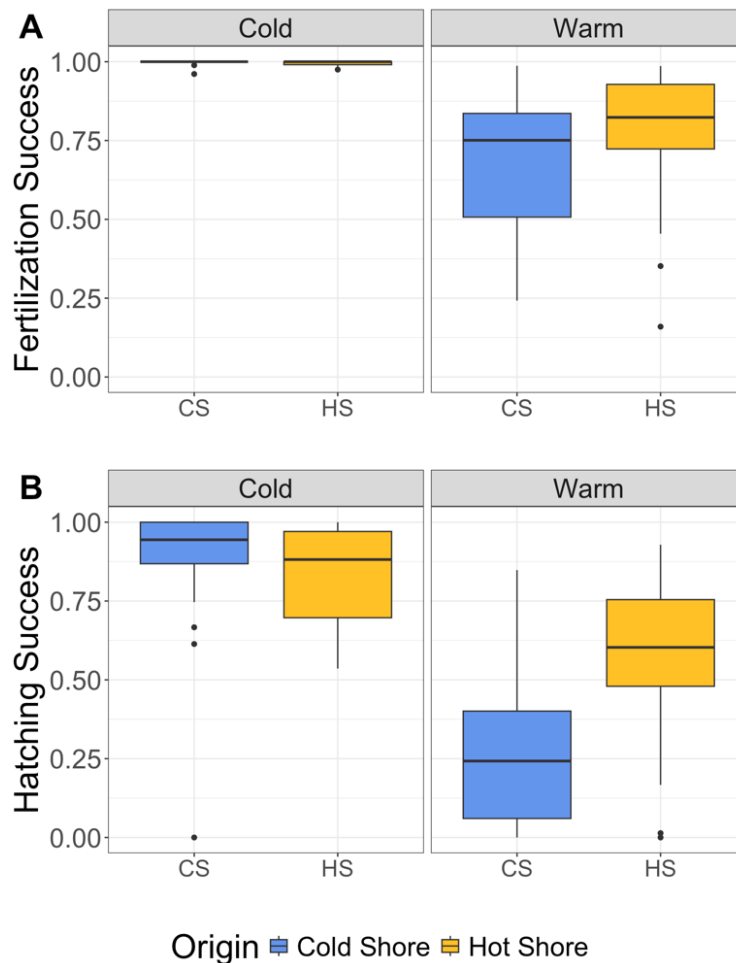 A
Cold
Warm
Fertilization Success
1.00
0.75
0.50
0.25
0.00
CS
HS
CS
HS
B
Cold
Warm
Hatching Success
1.00
0.75
0.50
0.25
0.00
CS
HS
CS
HS
Origin Cold Shore Hot Shore